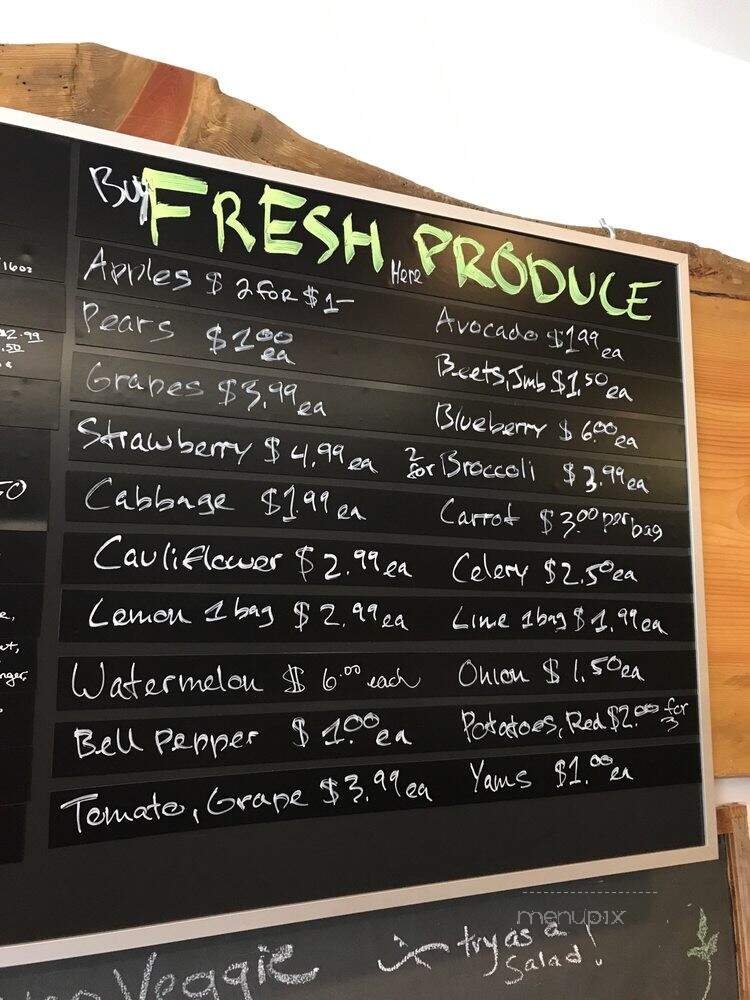 Buy FRESH Here PRODUCE
Apples $ 2 for $1-
Pears $1.00 ea
Grapes $3.99 ea
Strawberry $4.99 ea
Cabbage $1.99 ea
Cauliflower $2.99 ea
Lemon 1 bag $2.99 ea
Watermelon $6.00 each
Bell Pepper $1.00 ea
Tomato, Grape $3.99 ea
Avocado $1.99 ea
Beets, Jmb $1.50 ea
Blueberry $6.00 ea
2 for Broccoli $3.99 ea
Carrot $3.00 per bag
Celery $2.50 ea
Lime 1 bag $1.99 ea
Onion $1.50 ea
Potatoes, Red $2.00 for 3
Yams $1.00 ea
16oz
$2.99
.50
menupix
Veggie
try as a
Salad!